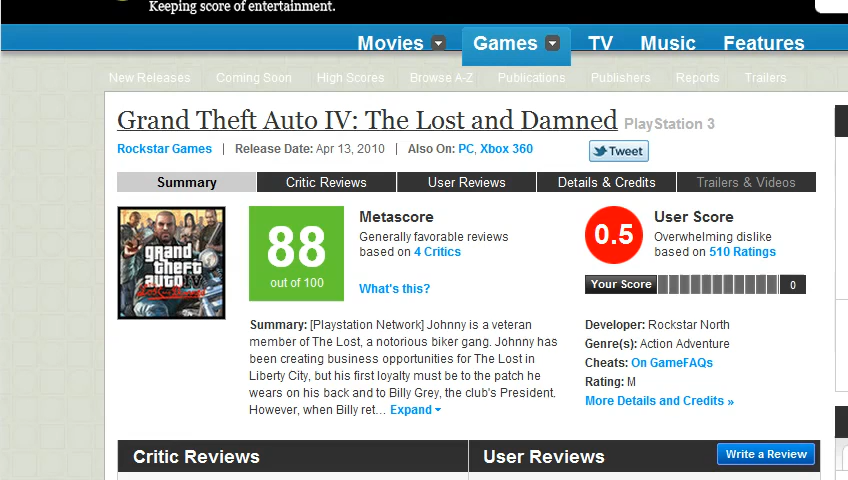 Keeping score of entertainment.
Movies Games TV Music Features
New Releases Coming Soon High Scores Browse A-Z Publications Publishers Reports Trailers
Grand Theft Auto IV: The Lost and Damned PlayStation 3
Rockstar Games | Release Date: Apr 13, 2010 | Also On: PC, Xbox 360
Tweet
Summary Critic Reviews User Reviews Details & Credits Trailers & Videos
grand
theft
auto IV
88
out of 100
Metascore
Generally favorable reviews
based on 4 Critics
What's this?
0.5
User Score
Overwhelming dislike
based on 510 Ratings
Your Score 0
Summary: [Playstation Network] Johnny is a veteran
member of The Lost, a notorious biker gang. Johnny has
been creating business opportunities for The Lost in
Liberty City, but his first loyalty must be to the patch he
wears on his back and to Billy Grey, the club's President.
However, when Billy ret... Expand
Developer: Rockstar North
Genre(s): Action Adventure
Cheats: On GameFAQs
Rating: M
More Details and Credits »
Critic Reviews
User Reviews
Write a Review